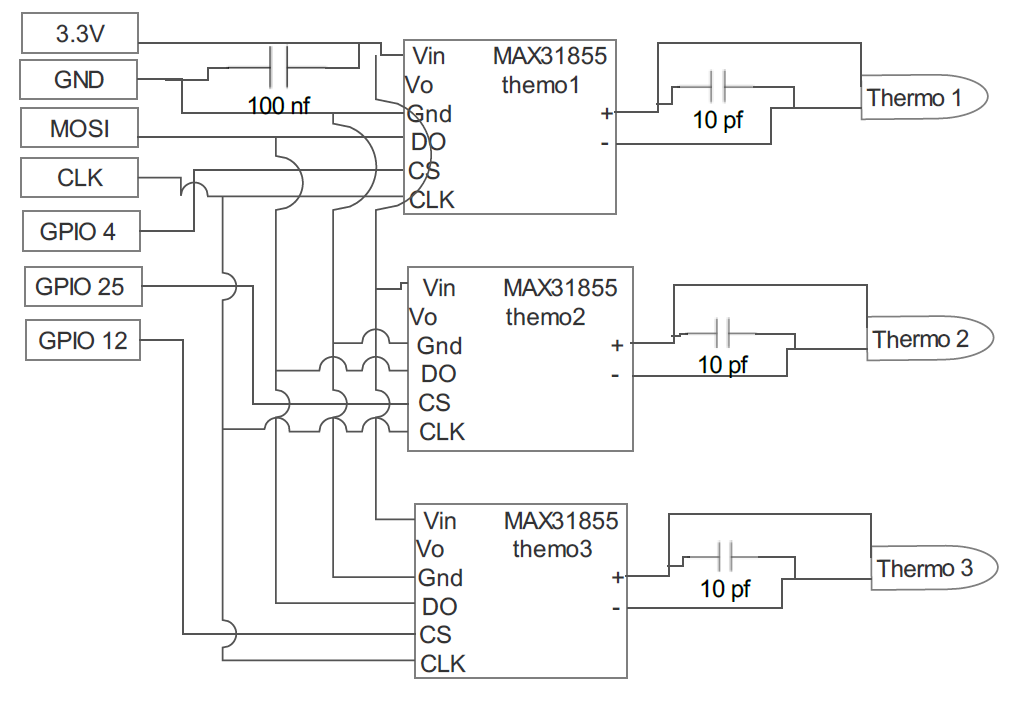 3.3V
GND
MOSI
CLK
GPIO 4
GPIO 25
GPIO 12
100 nf
Vin MAX31855
Vo themo1
Gnd
DO
CS
CLK
+
-
10 pf
Thermo 1
Vin MAX31855
Vo themo2
Gnd
DO
CS
CLK
+
-
10 pf
Thermo 2
Vin MAX31855
Vo themo3
Gnd
DO
CS
CLK
+
-
10 pf
Thermo 3